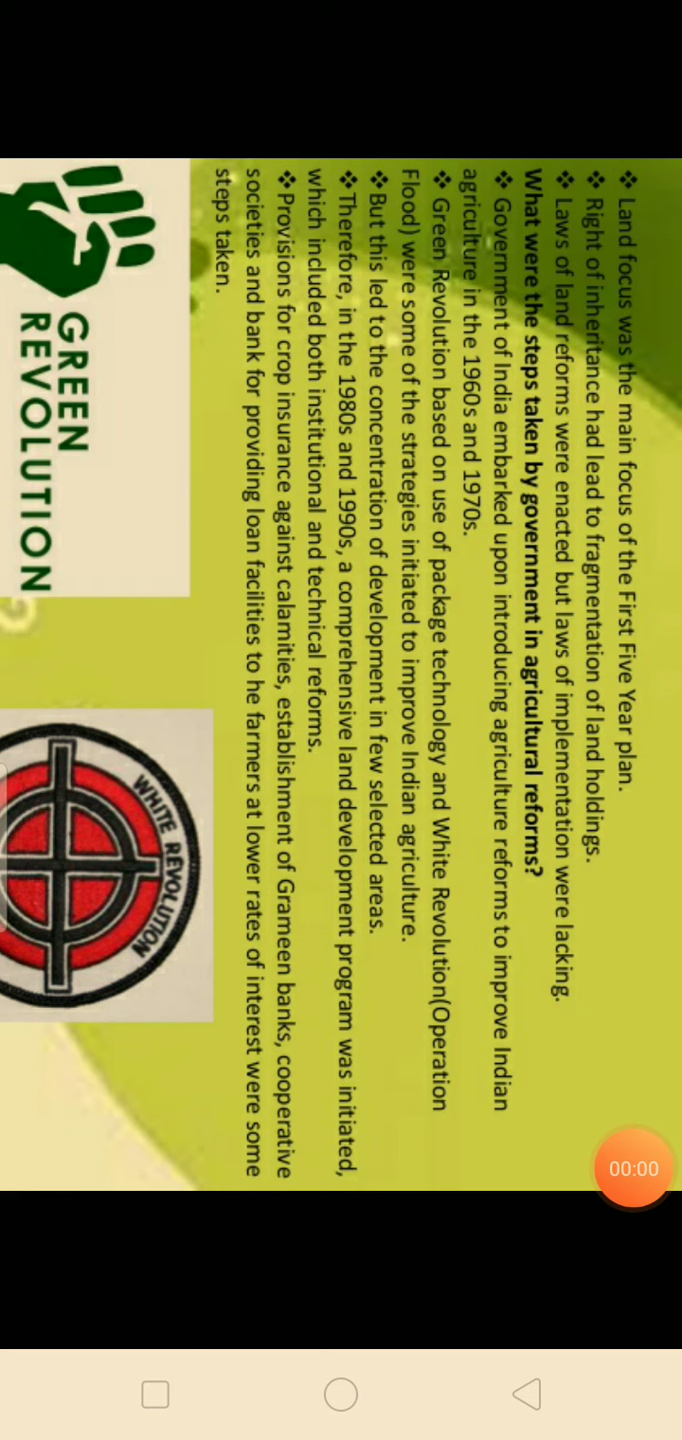 ❖ Land focus was the main focus of the First Five Year plan.
❖ Right of inheritance had lead to fragmentation of land holdings.
❖ Laws of land reforms were enacted but laws of implementation were lacking.
What were the steps taken by government in agricultural reforms?
❖ Government of India embarked upon introducing agriculture reforms to improve Indian
agriculture in the 1960s and 1970s.
❖ Green Revolution based on use of package technology and White Revolution(Operation
Flood) were some of the strategies initiated to improve Indian agriculture.
❖ But this led to the concentration of development in few selected areas.
❖ Therefore, in the 1980s and 1990s, a comprehensive land development program was initiated,
which included both institutional and technical reforms.
❖ Provisions for crop insurance against calamities, establishment of Grameen banks, cooperative
societies and bank for providing loan facilities to he farmers at lower rates of interest were some
steps taken.
GREEN
REVOLUTION
WHITE REVOLUTION
00:00